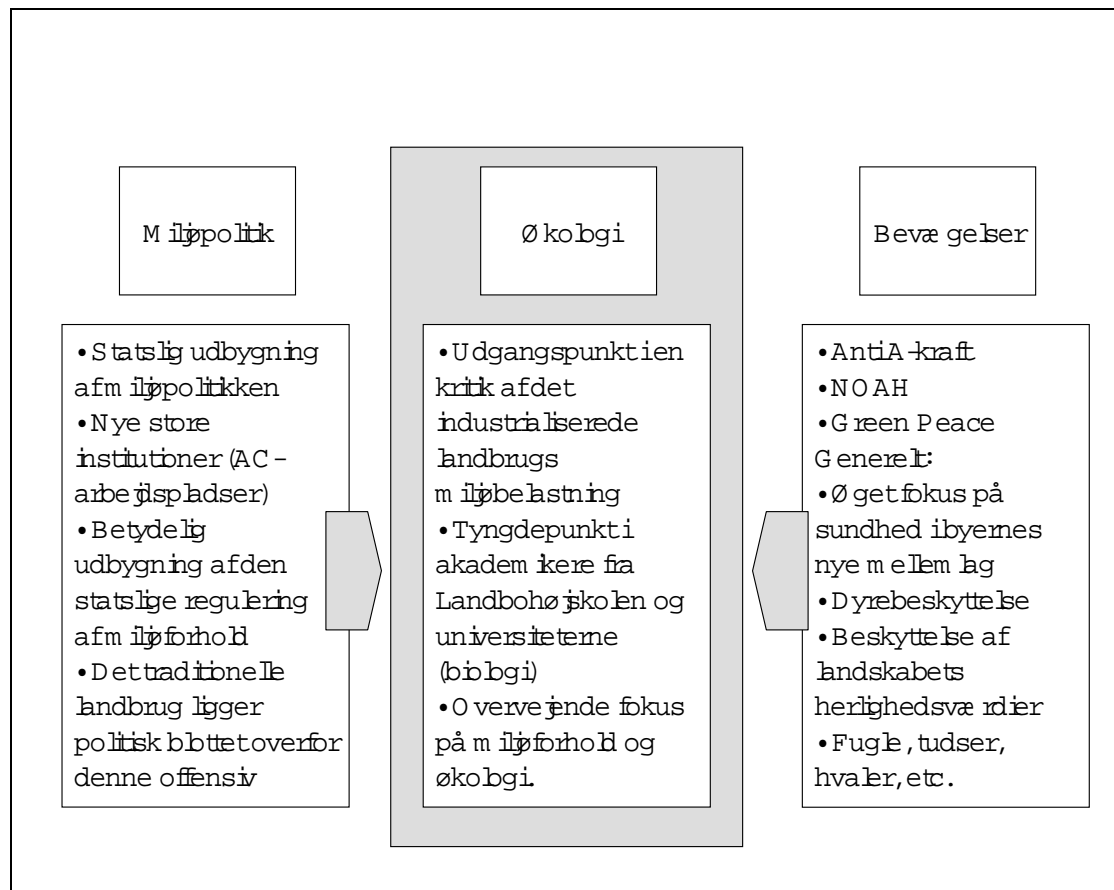 Miljøpolitik
•Statslig udbygning
af miljøpolitikken
•Nye store
institutioner (AC-
arbejdspladser)
•Betydelig
udbygning af den
statslige regulering
af miljøforhold
•Det traditionelle
landbrug ligger
politisk blottet overfor
denne offensiv
Økologi
•Udgangspunkt i en
kritik af det
industrialiserede
landbrugs
miljøbelastning
•Tyngdepunkt i
akademikere fra
Landbohøjskolen og
universiteterne
(biologi)
•Overvejende fokus
på miljøforhold og
økologi.
Bevægelser
•Anti A-kraft
•NOAH
•Green Peace
Generelt:
•Øget fokus på
sundhed i byernes
nye mellemlag
•Dyrebeskyttelse
•Beskyttelse af
landskabets
herlighedsværdier
•Fugle, tudser,
hvaler, etc.